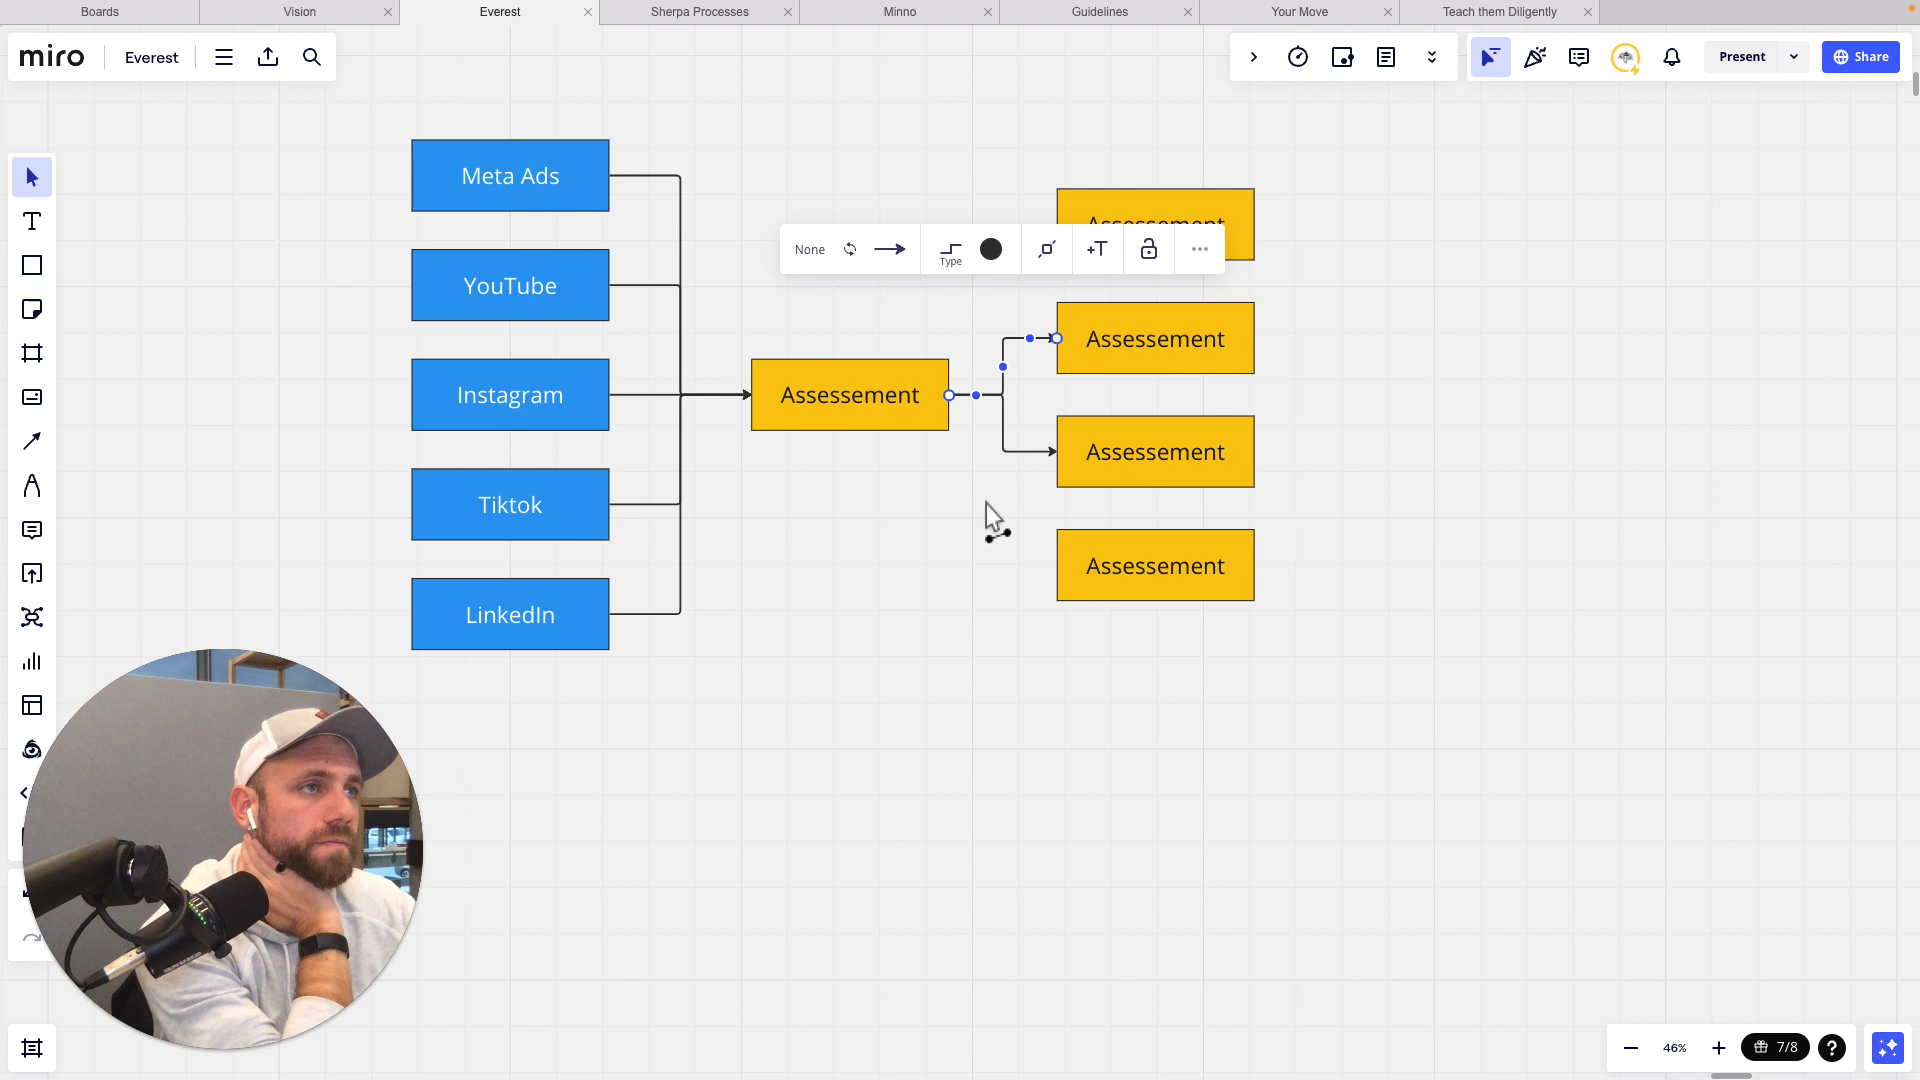 Boards
Vision
Everest
Sherpa Processes
Minno
Guidelines
Your Move
Teach them Diligently
miro
Everest
Present
Share
Meta Ads
YouTube
Instagram
Tiktok
LinkedIn
Assessement
Assessement
None
Type
+T
Assessement
Assessement
Assessement
46%
7/8
?